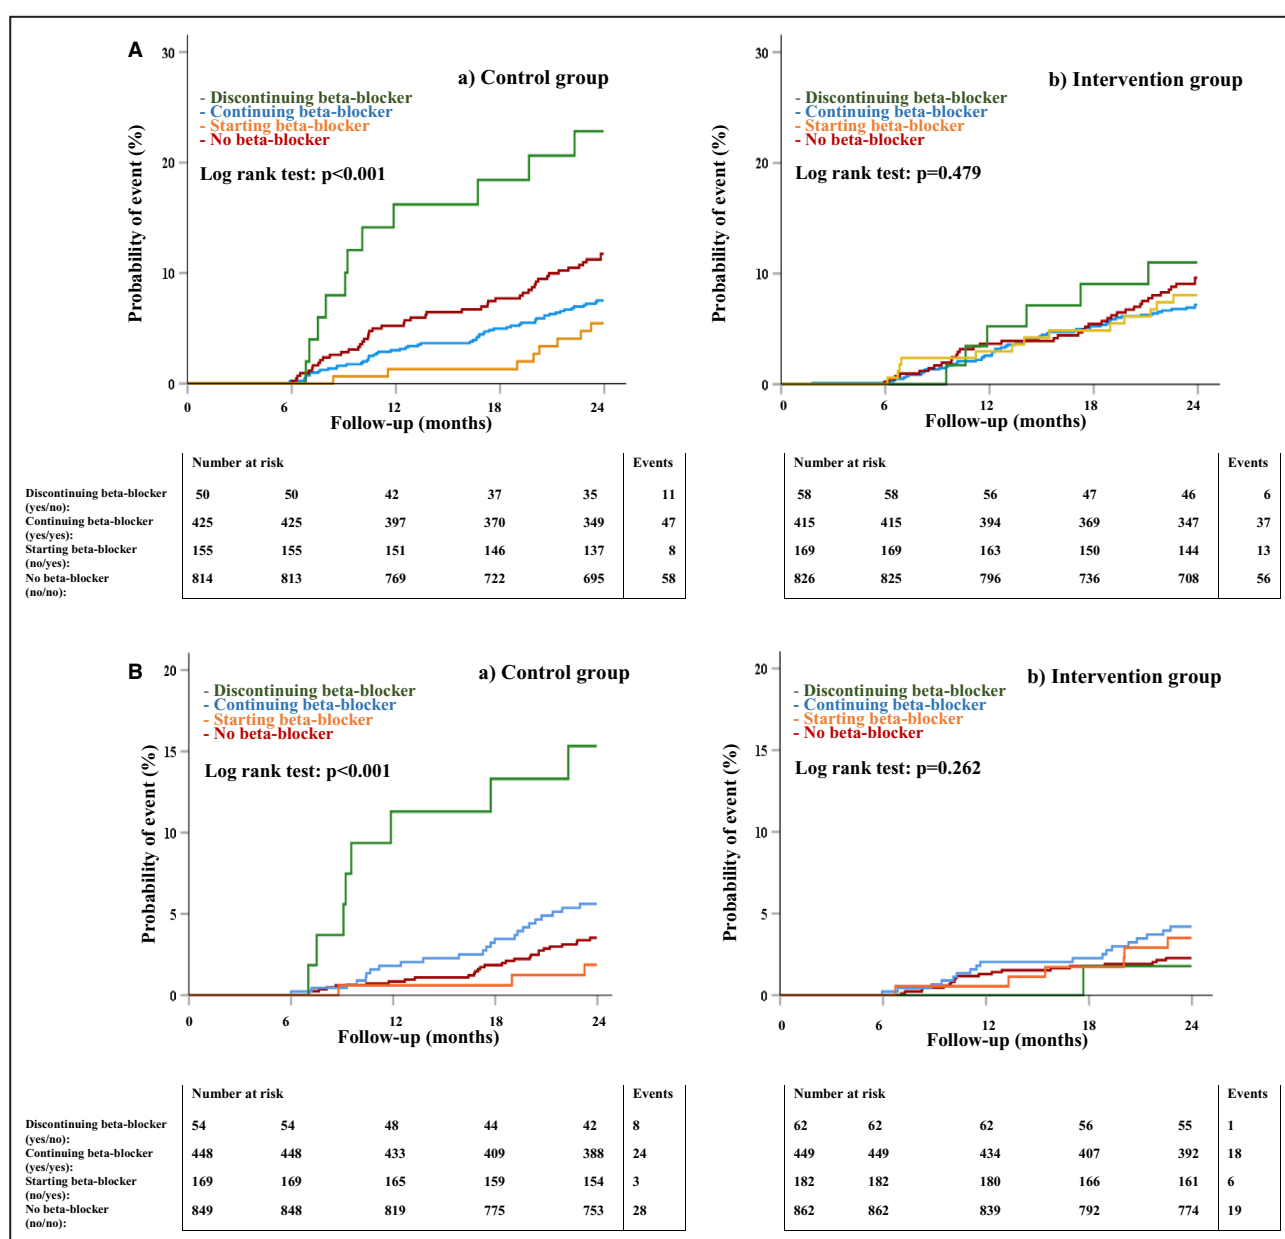 A
a) Control group
- Discontinuing beta-blocker
- Continuing beta-blocker
- Starting beta-blocker
- No beta-blocker
Log rank test: p<0.001
Probability of event (%)
30
20
10
0
0 6 12 18 24
Follow-up (months)
b) Intervention group
- Discontinuing beta-blocker
- Continuing beta-blocker
- Starting beta-blocker
- No beta-blocker
Log rank test: p=0.479
Probability of event (%)
30
20
10
0
0 6 12 18 24
Follow-up (months)
Number at risk Events Number at risk Events
Discontinuing beta-blocker 50 50 42 37 35 11 58 58 56 47 46 6
(yes/no):
Continuing beta-blocker 425 425 397 370 349 47 415 415 394 369 347 37
(yes/yes):
Starting beta-blocker 155 155 151 146 137 8 169 169 163 150 144 13
(no/yes):
No beta-blocker 814 813 769 722 695 58 826 825 796 736 708 56
(no/no):
B
a) Control group
- Discontinuing beta-blocker
- Continuing beta-blocker
- Starting beta-blocker
- No beta-blocker
Log rank test: p<0.001
Probability of event (%)
20
15
10
5
0
0 6 12 18 24
Follow-up (months)
b) Intervention group
- Discontinuing beta-blocker
- Continuing beta-blocker
- Starting beta-blocker
- No beta-blocker
Log rank test: p=0.262
Probability of event (%)
20
15
10
5
0
0 6 12 18 24
Follow-up (months)
Number at risk Events Number at risk Events
Discontinuing beta-blocker 54 54 48 44 42 8 62 62 62 56 55 1
(yes/no):
Continuing beta-blocker 448 448 433 409 388 24 449 449 434 407 392 18
(yes/yes):
Starting beta-blocker 169 169 165 159 154 3 182 182 180 166 161 6
(no/yes):
No beta-blocker 849 848 819 775 753 28 862 862 839 792 774 19
(no/no):